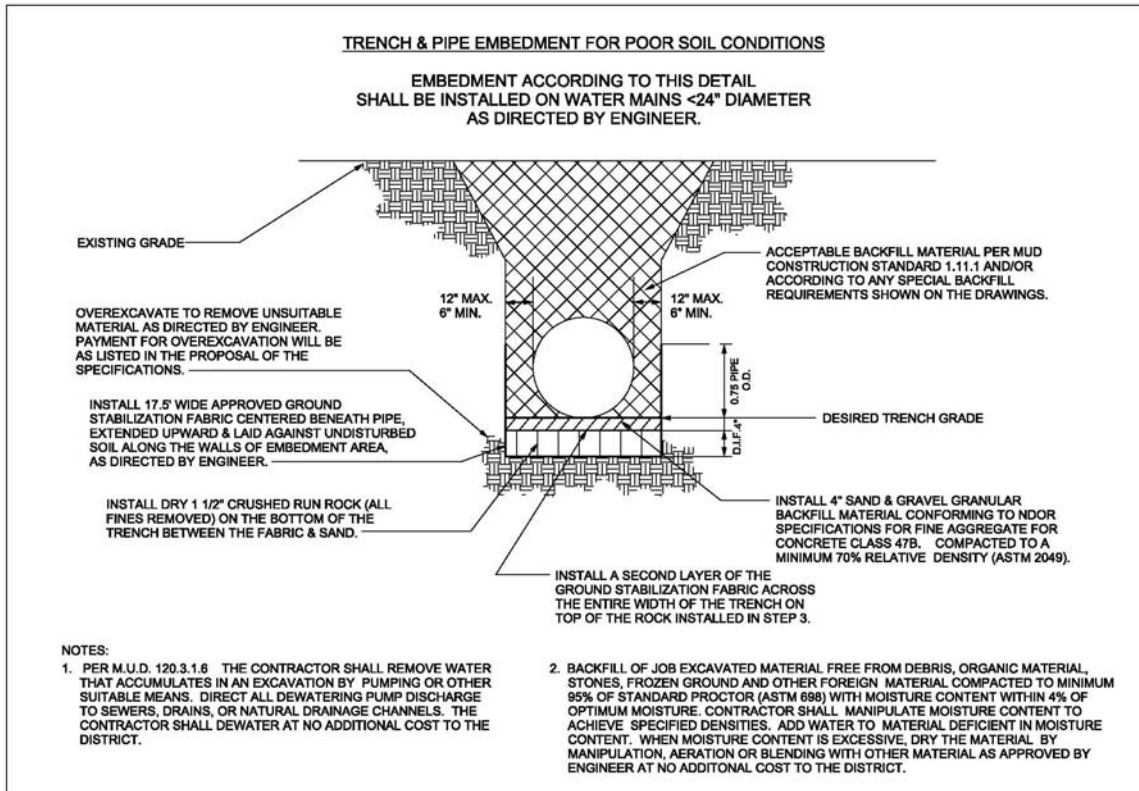 TRENCH & PIPE EMBEDMENT FOR POOR SOIL CONDITIONS
EMBEDMENT ACCORDING TO THIS DETAIL
SHALL BE INSTALLED ON WATER MAINS <24" DIAMETER
AS DIRECTED BY ENGINEER.
EXISTING GRADE
OVEREXCAVATE TO REMOVE UNSUITABLE
MATERIAL AS DIRECTED BY ENGINEER.
PAYMENT FOR OVEREXCAVATION WILL BE
AS LISTED IN THE PROPOSAL OF THE
SPECIFICATIONS.
INSTALL 17.5' WIDE APPROVED GROUND
STABILIZATION FABRIC CENTERED BENEATH PIPE,
EXTENDED UPWARD & LAID AGAINST UNDISTURBED
SOIL ALONG THE WALLS OF EMBEDMENT AREA,
AS DIRECTED BY ENGINEER.
INSTALL DRY 1 1/2" CRUSHED RUN ROCK (ALL
FINES REMOVED) ON THE BOTTOM OF THE
TRENCH BETWEEN THE FABRIC & SAND.
12" MAX.
6" MIN.
12" MAX.
6" MIN.
ACCEPTABLE BACKFILL MATERIAL PER MUD
CONSTRUCTION STANDARD 1.11.1 AND/OR
ACCORDING TO ANY SPECIAL BACKFILL
REQUIREMENTS SHOWN ON THE DRAWINGS.
0.75 PIPE
O.D.
D.I.F.4"
DESIRED TRENCH GRADE
INSTALL 4" SAND & GRAVEL GRANULAR
BACKFILL MATERIAL CONFORMING TO NDOR
SPECIFICATIONS FOR FINE AGGREGATE FOR
CONCRETE CLASS 47B. COMPACTED TO A
MINIMUM 70% RELATIVE DENSITY (ASTM 2049).
INSTALL A SECOND LAYER OF THE
GROUND STABILIZATION FABRIC ACROSS
THE ENTIRE WIDTH OF THE TRENCH ON
TOP OF THE ROCK INSTALLED IN STEP 3.
NOTES:
1. PER M.U.D. 120.3.1.6 THE CONTRACTOR SHALL REMOVE WATER
THAT ACCUMULATES IN AN EXCAVATION BY PUMPING OR OTHER
SUITABLE MEANS. DIRECT ALL DEWATERING PUMP DISCHARGE
TO SEWERS, DRAINS, OR NATURAL DRAINAGE CHANNELS. THE
CONTRACTOR SHALL DEWATER AT NO ADDITIONAL COST TO THE
DISTRICT.
2. BACKFILL OF JOB EXCAVATED MATERIAL FREE FROM DEBRIS, ORGANIC MATERIAL,
STONES, FROZEN GROUND AND OTHER FOREIGN MATERIAL COMPACTED TO MINIMUM
95% OF STANDARD PROCTOR (ASTM 698) WITH MOISTURE CONTENT WITHIN 4% OF
OPTIMUM MOISTURE. CONTRACTOR SHALL MANIPULATE MOISTURE CONTENT TO
ACHIEVE SPECIFIED DENSITIES. ADD WATER TO MATERIAL DEFICIENT IN MOISTURE
CONTENT. WHEN MOISTURE CONTENT IS EXCESSIVE, DRY THE MATERIAL BY
MANIPULATION, AERATION OR BLENDING WITH OTHER MATERIAL AS APPROVED BY
ENGINEER AT NO ADDITONAL COST TO THE DISTRICT.